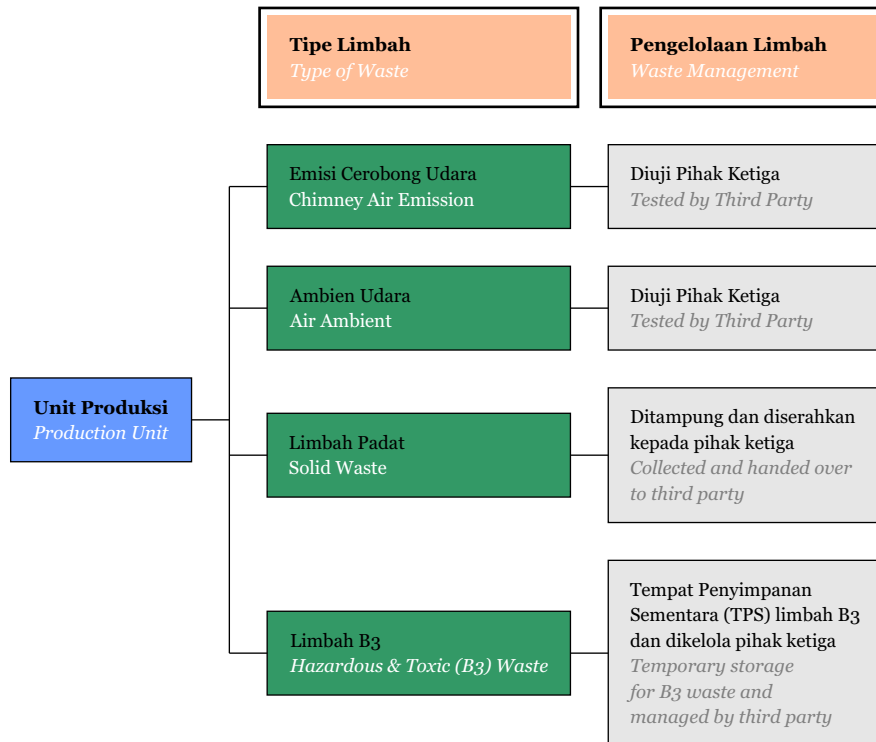 Tipe Limbah
Type of Waste
Pengelolaan Limbah
Waste Management
Unit Produksi
Production Unit
Emisi Cerobong Udara
Chimney Air Emission
Diuji Pihak Ketiga
Tested by Third Party
Ambien Udara
Air Ambient
Diuji Pihak Ketiga
Tested by Third Party
Limbah Padat
Solid Waste
Ditampung dan diserahkan
kepada pihak ketiga
Collected and handed over
to third party
Limbah B3
Hazardous & Toxic (B3) Waste
Tempat Penyimpanan
Sementara (TPS) limbah B3
dan dikelola pihak ketiga
Temporary storage
for B3 waste and
managed by third party